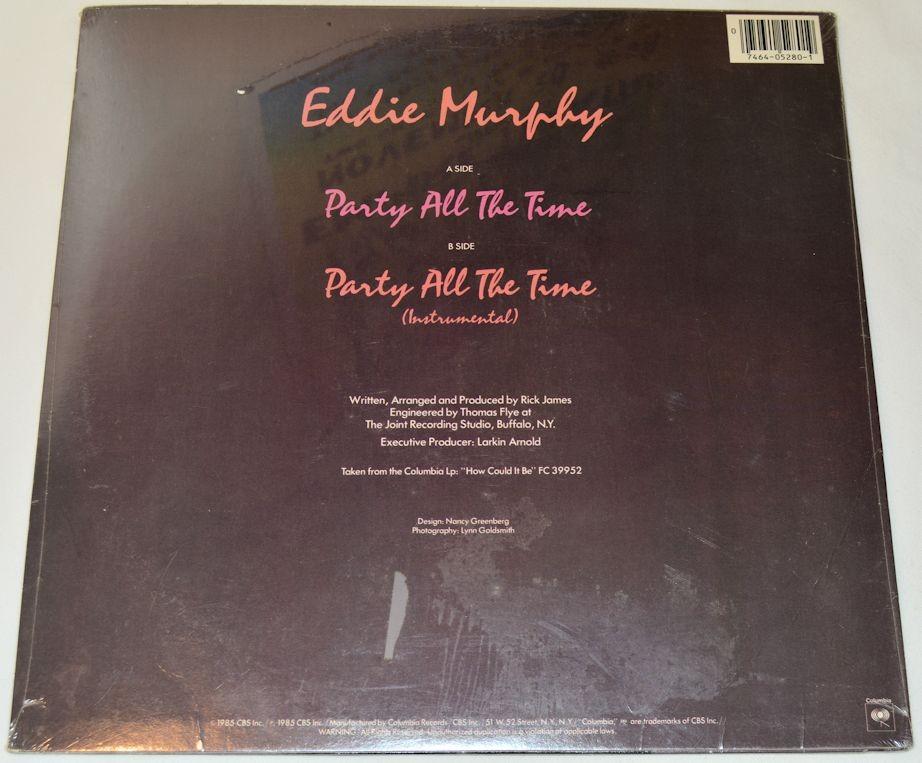 0
7464-05280-1
Eddie Murphy
A SIDE
Party All The Time
B SIDE
Party All The Time
(Instrumental)
Written, Arranged and Produced by Rick James
Engineered by Thomas Flye at
The Joint Recording Studio, Buffalo, N.Y.
Executive Producer: Larkin Arnold
Taken from the Columbia Lp: "How Could It Be" FC 39952
Design: Nancy Greenberg
Photography: Lynn Goldsmith
Columbia
© 1985 CBS Inc. / ℗ 1985 CBS Inc. / Manufactured by Columbia Records / CBS Inc. / 51 W. 52 Street, N.Y., N.Y. / "Columbia," are trademarks of CBS Inc. /
WARNING: All Rights Reserved. Unauthorized duplication is a violation of applicable laws.